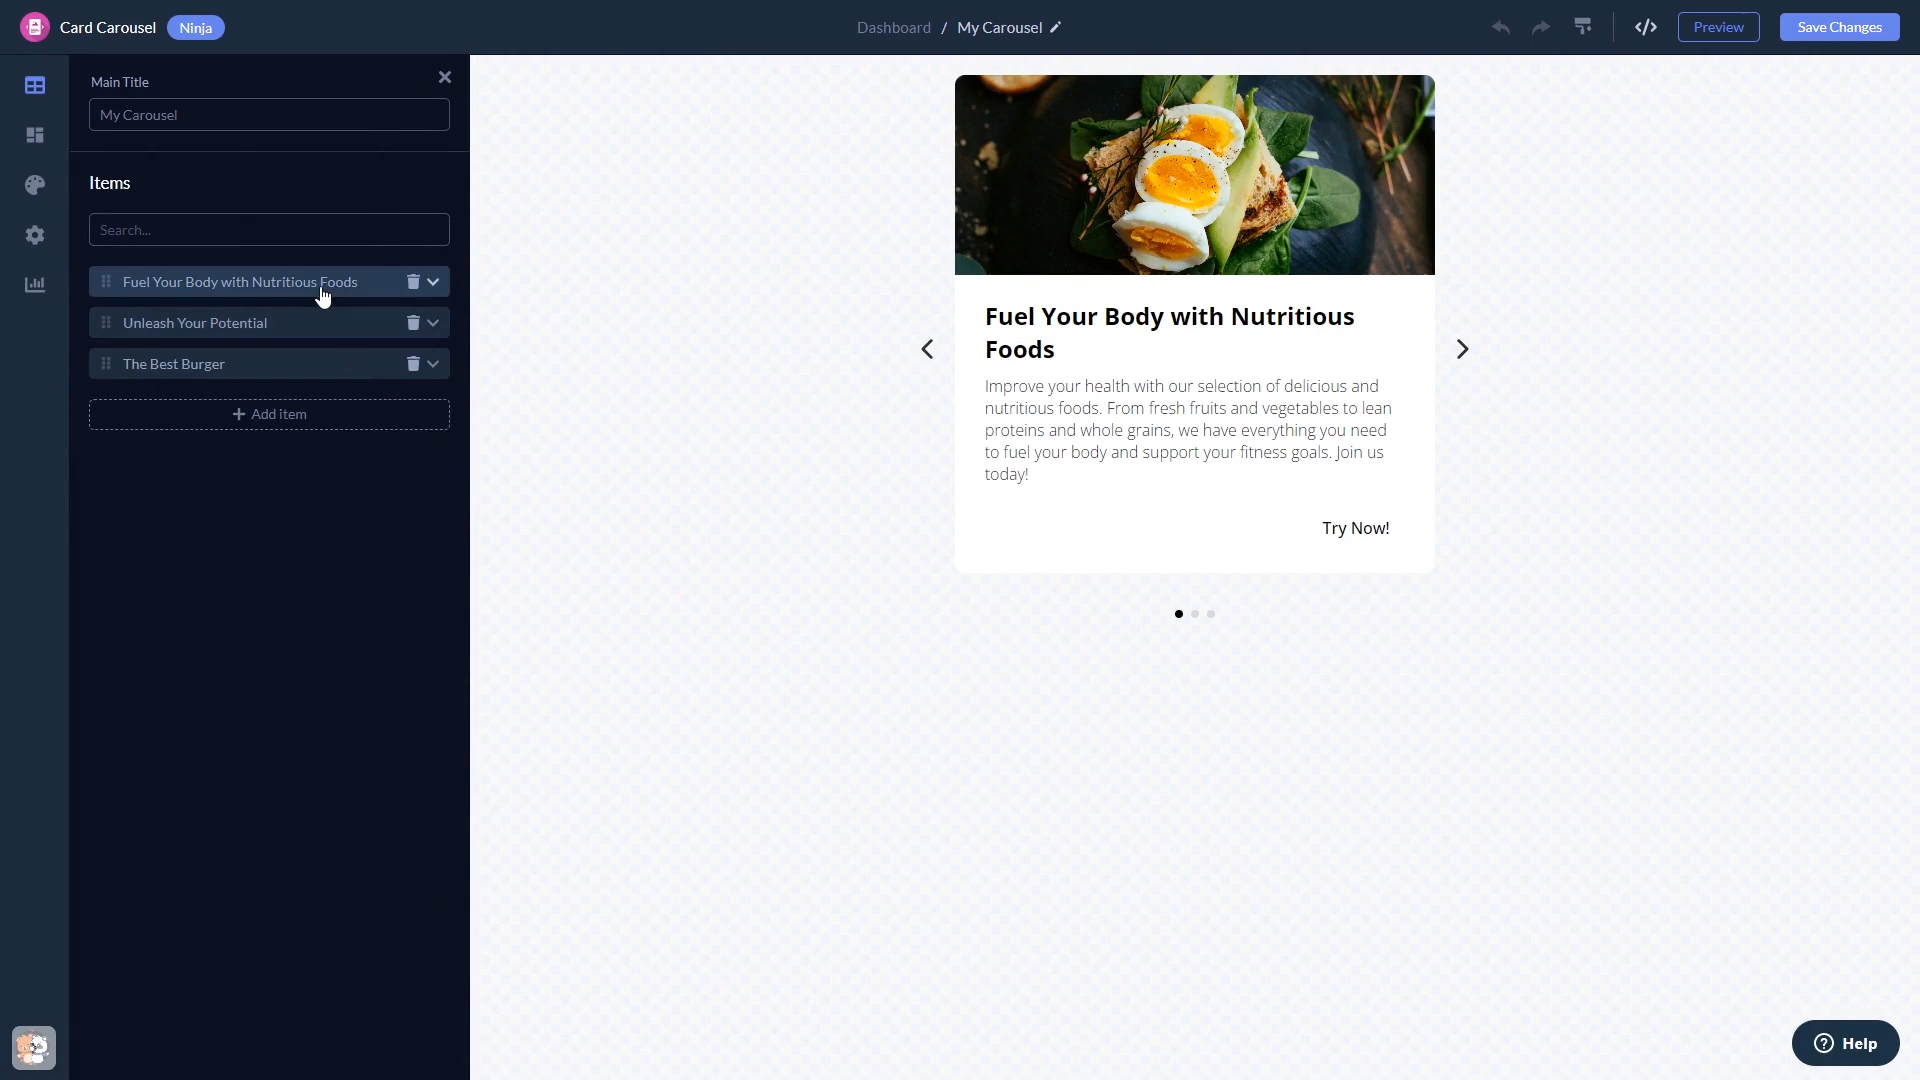 Card Carousel Ninja
Dashboard / My Carousel
Preview
Save Changes
Main Title
My Carousel
Items
Search...
Fuel Your Body with Nutritious Foods
Unleash Your Potential
The Best Burger
+ Add item
Fuel Your Body with Nutritious
Foods
Improve your health with our selection of delicious and
nutritious foods. From fresh fruits and vegetables to lean
proteins and whole grains, we have everything you need
to fuel your body and support your fitness goals. Join us
today!
Try Now!
Help